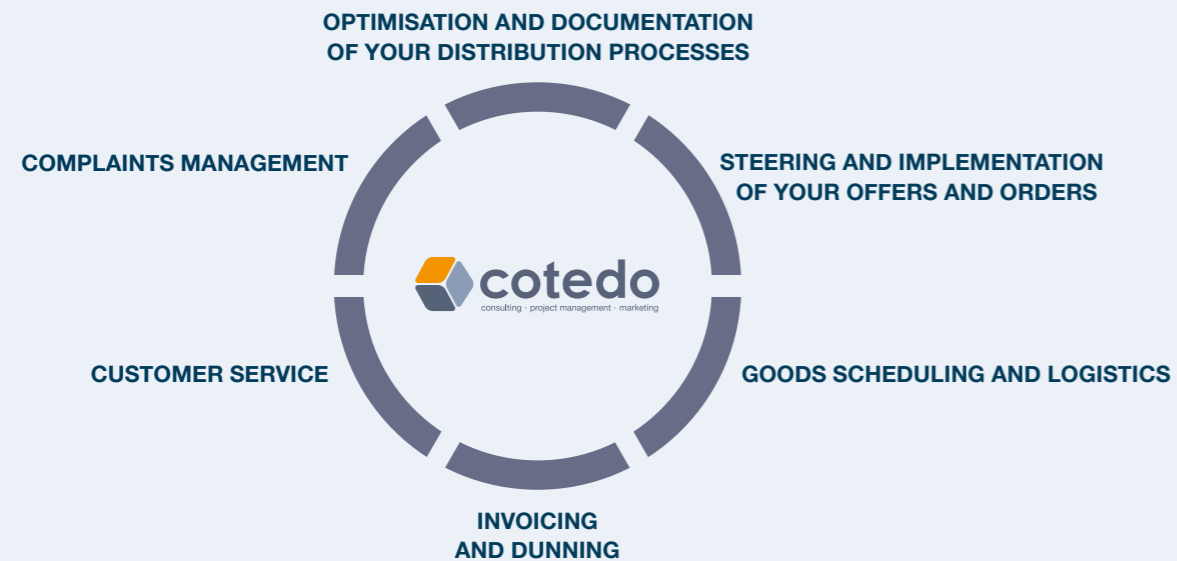 OPTIMISATION AND DOCUMENTATION
OF YOUR DISTRIBUTION PROCESSES
COMPLAINTS MANAGEMENT
STEERING AND IMPLEMENTATION
OF YOUR OFFERS AND ORDERS
cotedo
consulting · project management · marketing
CUSTOMER SERVICE
GOODS SCHEDULING AND LOGISTICS
INVOICING
AND DUNNING